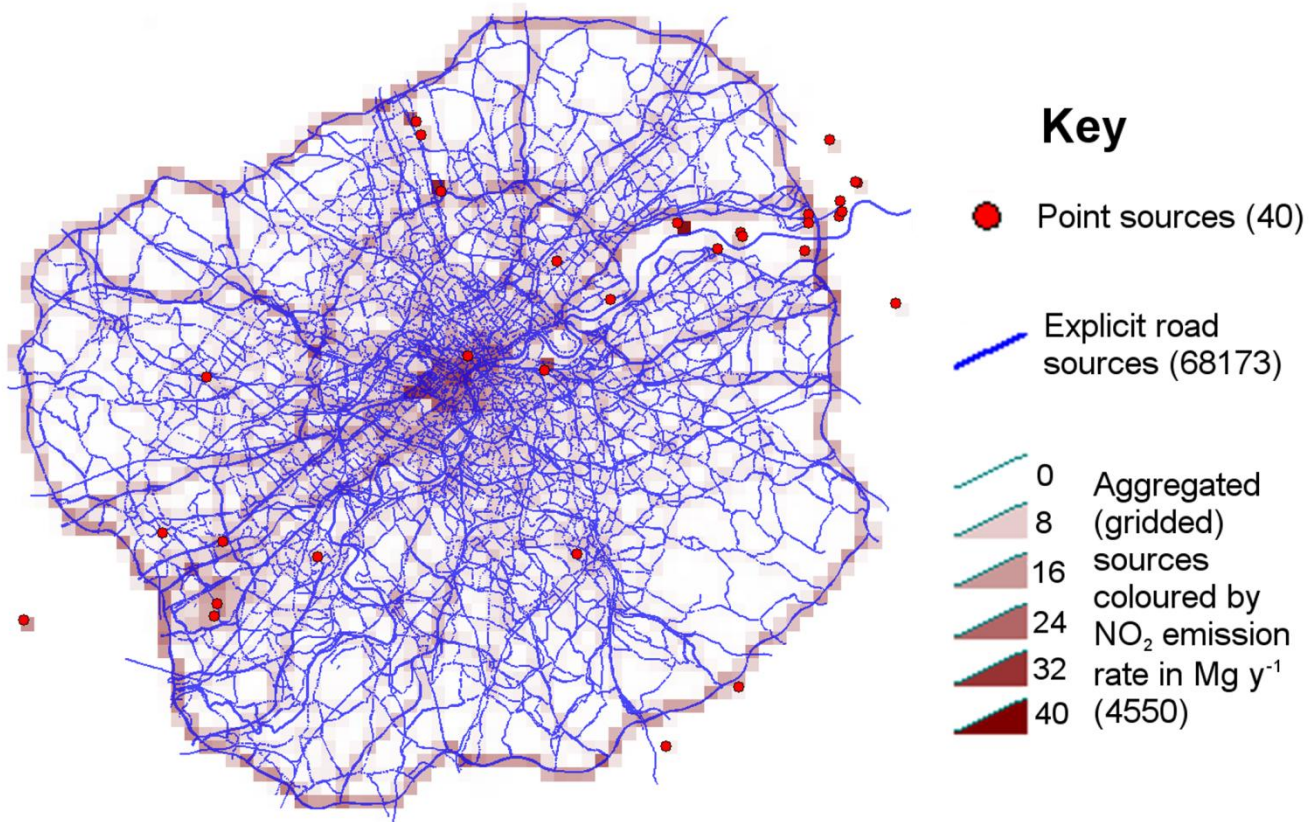 Key
Point sources (40)
Explicit road
sources (68173)
0
8
16
24
32
40
Aggregated
(gridded)
sources
coloured by
NO₂ emission
rate in Mg y⁻¹
(4550)